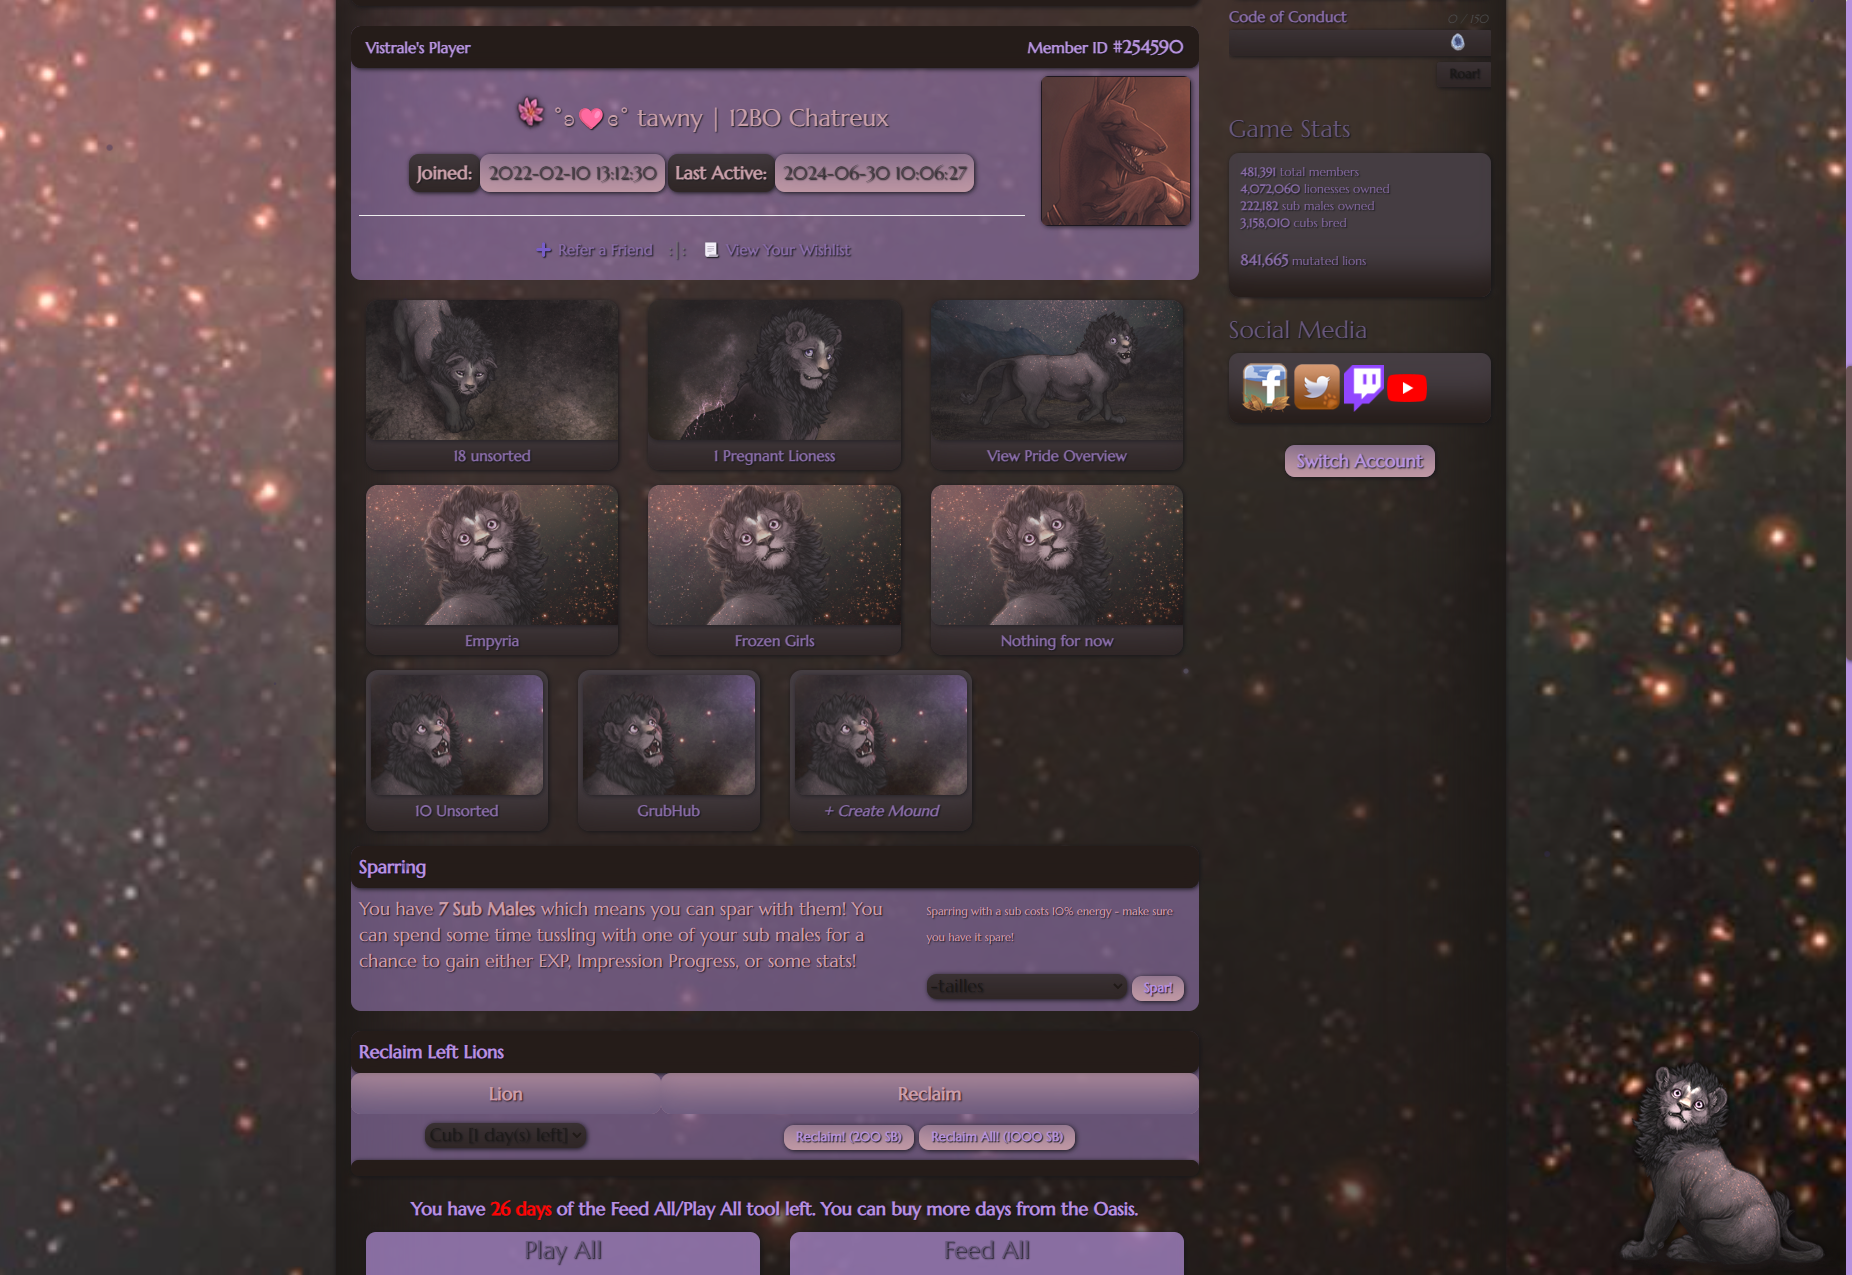 Code of Conduct
0 / 150
Roar!
Vistrale's Player
Member ID #254590
˚ʚ💗ɞ˚ tawny | 12BO Chatreux
Joined: 2022-02-10 13:12:30 Last Active: 2024-06-30 10:06:27
Refer a Friend :|: View Your Wishlist
18 unsorted
1 Pregnant Lioness
View Pride Overview
Empyria
Frozen Girls
Nothing for now
10 Unsorted
GrubHub
+ Create Mound
Sparring
You have 7 Sub Males which means you can spar with them! You
can spend some time tussling with one of your sub males for a
chance to gain either EXP, Impression Progress, or some stats!
Sparring with a sub costs 10% energy - make sure
you have it spare!
-tailles
Spar!
Reclaim Left Lions
Lion
Reclaim
Cub [1 day(s) left]
Reclaim! (200 SB)
Reclaim All! (1000 SB)
You have 26 days of the Feed All/Play All tool left. You can buy more days from the Oasis.
Play All
Feed All
Game Stats
481,391 total members
4,072,060 lionesses owned
222,182 sub males owned
3,158,010 cubs bred
841,665 mutated lions
Social Media
Switch Account